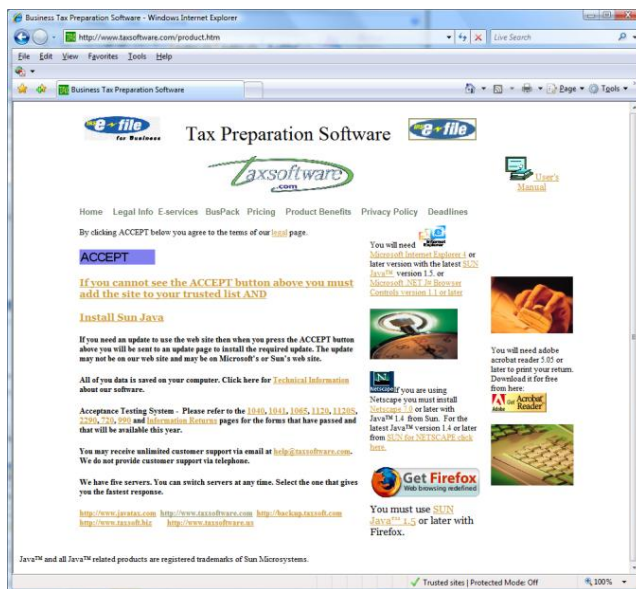 Business Tax Preparation Software - Windows Internet Explorer
http://www.taxsoftware.com/product.htm
Live Search
File Edit View Favorites Tools Help
Business Tax Preparation Software
Page Tools
e-file
for Business
Tax Preparation Software
e-file
taxsoftware
.com
User's
Manual
Home Legal Info E-services BusPack Pricing Product Benefits Privacy Policy Deadlines
By clicking ACCEPT below you agree to the terms of our legal page.
ACCEPT
If you cannot see the ACCEPT button above you must
add the site to your trusted list AND
Install Sun Java
If you need an update to use the web site then when you press the ACCEPT button
above you will be sent to an update page to install the required update. The update
may not be on our web site and may be on Microsoft's or Sun's web site.
All of you data is saved on your computer. Click here for Technical Information
about our software.
Acceptance Testing System - Please refer to the 1040, 1041, 1065, 1120, 1120S,
2290, 720, 990 and Information Returns pages for the forms that have passed and
that will be available this year.
You may receive unlimited customer support via email at help@taxsoftware.com.
We do not provide customer support via telephone.
We have five servers. You can switch servers at any time. Select the one that gives
you the fastest response.
http://www.javatax.com http://www.taxsoftware.com http://backup.taxsoft.com
http://www.taxsoft.biz http://www.taxsoftware.us
You will need
Microsoft Internet Explorer 4 or
later version with the latest SUN
Java™ version 1.5. or
Microsoft .NET J# Browser
Controls version 1.1 or later
Netscape
If you are using
Netscape you must install
Netscape 7.0 or later with
Java™ 1.4 from Sun. For the
latest Java™ version 1.4 or later
from SUN for NETSCAPE click
here.
Get Firefox
Web browsing redefined
You must use SUN
Java™ 1.5 or later with
Firefox.
You will need adobe
acrobat reader 5.05 or
later to print your return.
Download it for free
from here:
Get Acrobat
Reader
Adobe
Java™ and all Java™ related products are registered trademarks of Sun Microsystems.
Trusted sites | Protected Mode: Off
100%